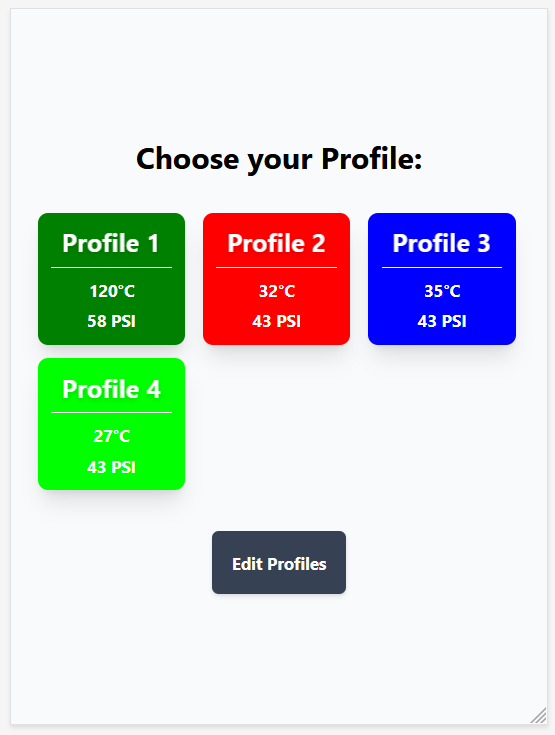 Choose your Profile:
Profile 1
120°C
58 PSI
Profile 2
32°C
43 PSI
Profile 3
35°C
43 PSI
Profile 4
27°C
43 PSI
Edit Profiles